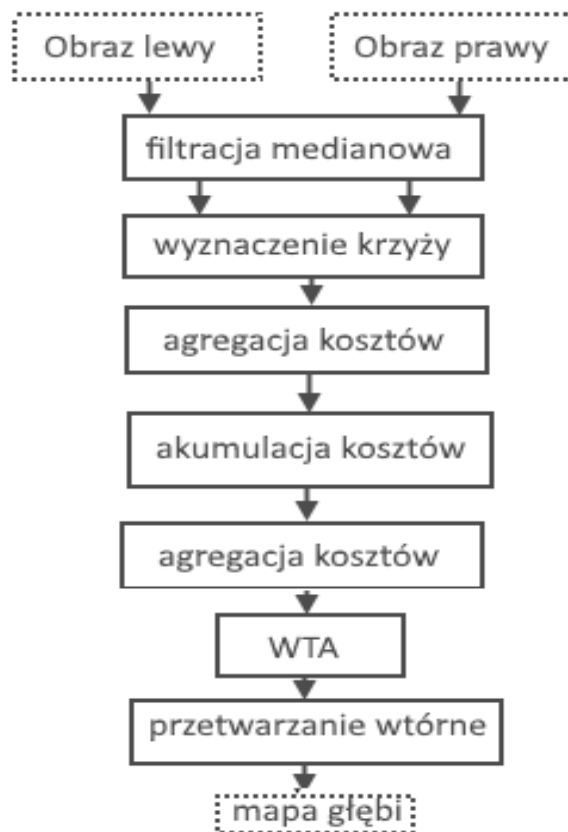 Obraz lewy
Obraz prawy
filtracja medianowa
wyznaczenie krzyży
agregacja kosztów
akumulacja kosztów
agregacja kosztów
WTA
przetwarzanie wtórne
mapa głębi